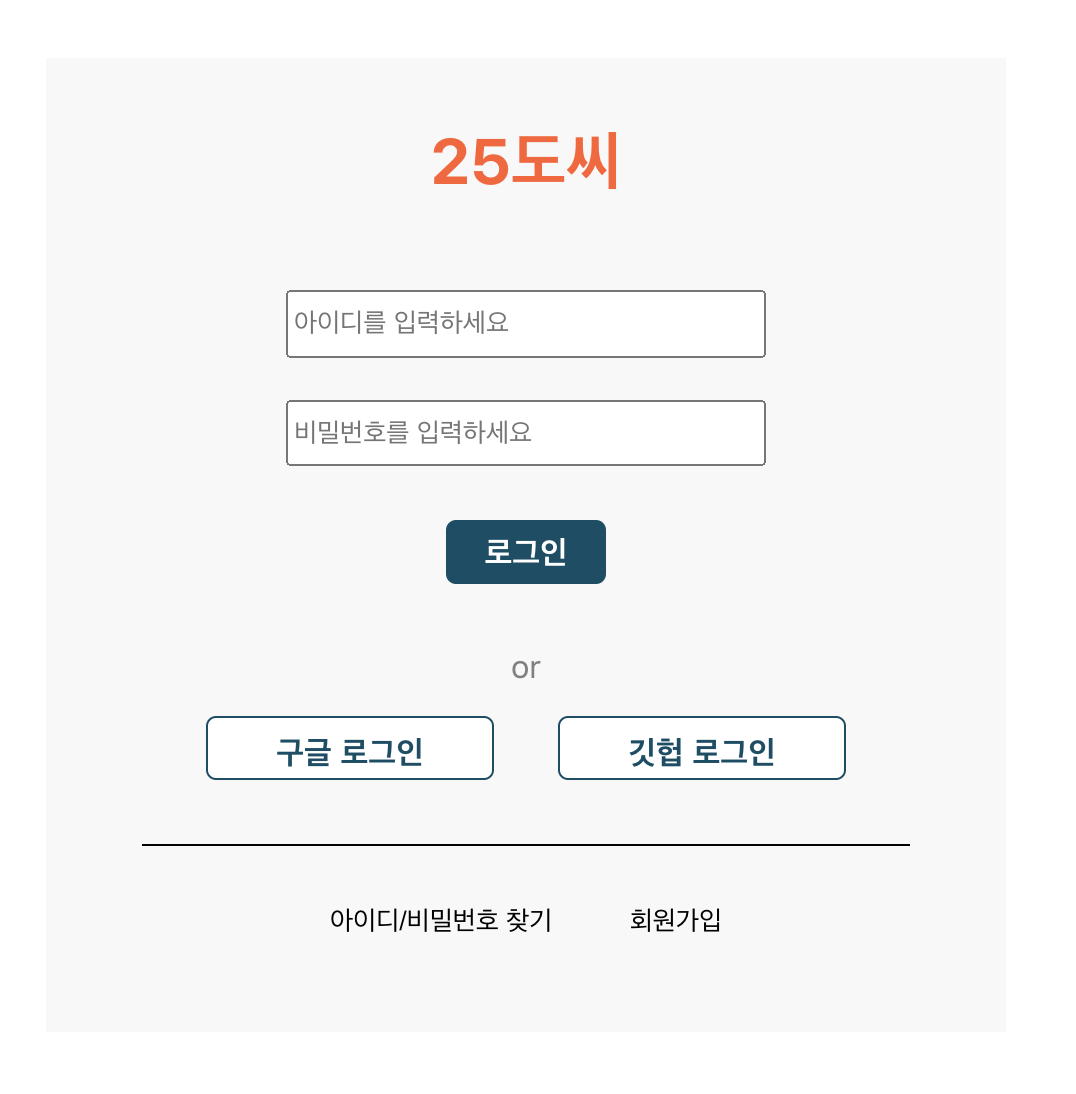 25도씨
아이디를 입력하세요
비밀번호를 입력하세요
로그인
or
구글 로그인
깃헙 로그인
아이디/비밀번호 찾기
회원가입